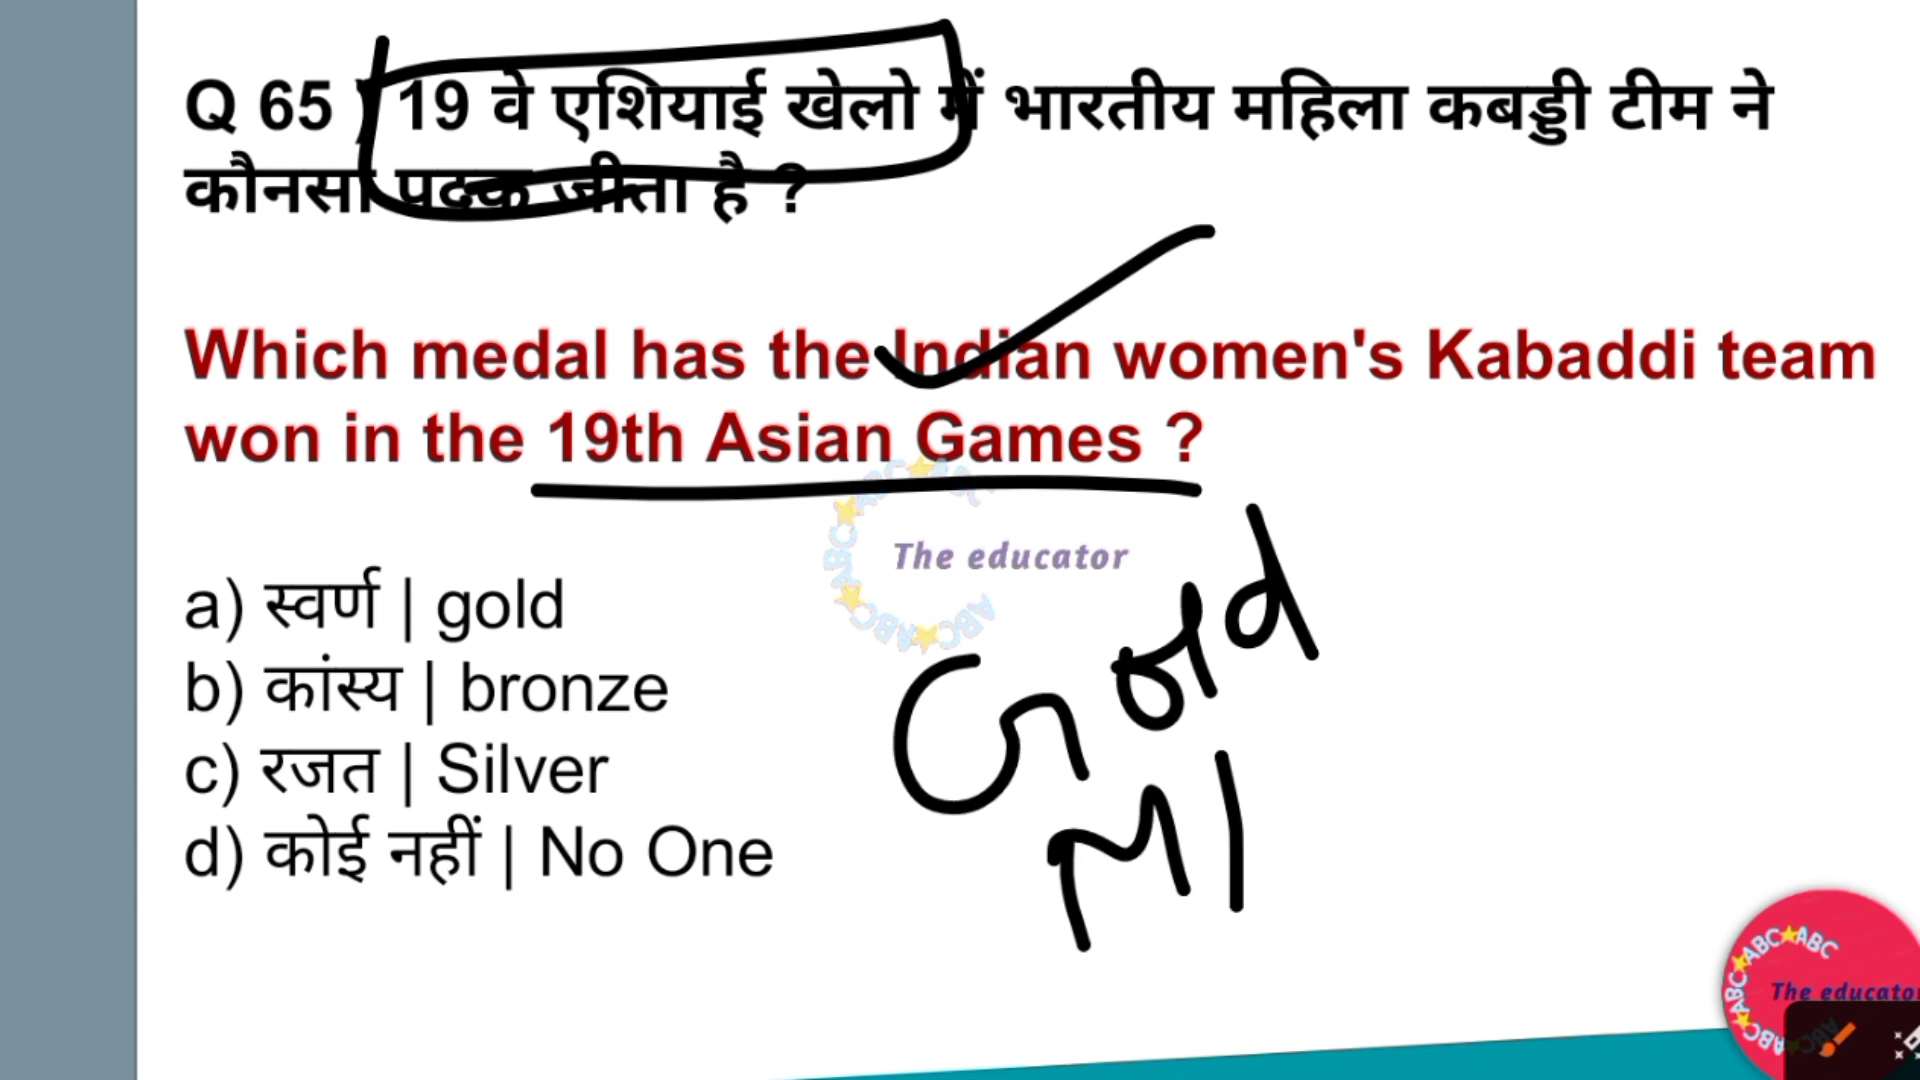 Q 65 ) 19 वे एशियाई खेलो में भारतीय महिला कबड्डी टीम ने
कौनसा पदक जीता है ?
Which medal has the Indian women's Kabaddi team
won in the 19th Asian Games ?
The educator
a) स्वर्ण | gold
b) कांस्य | bronze
c) रजत | Silver
d) कोई नहीं | No One
Gold
ABC★ABC★ABC
The educator